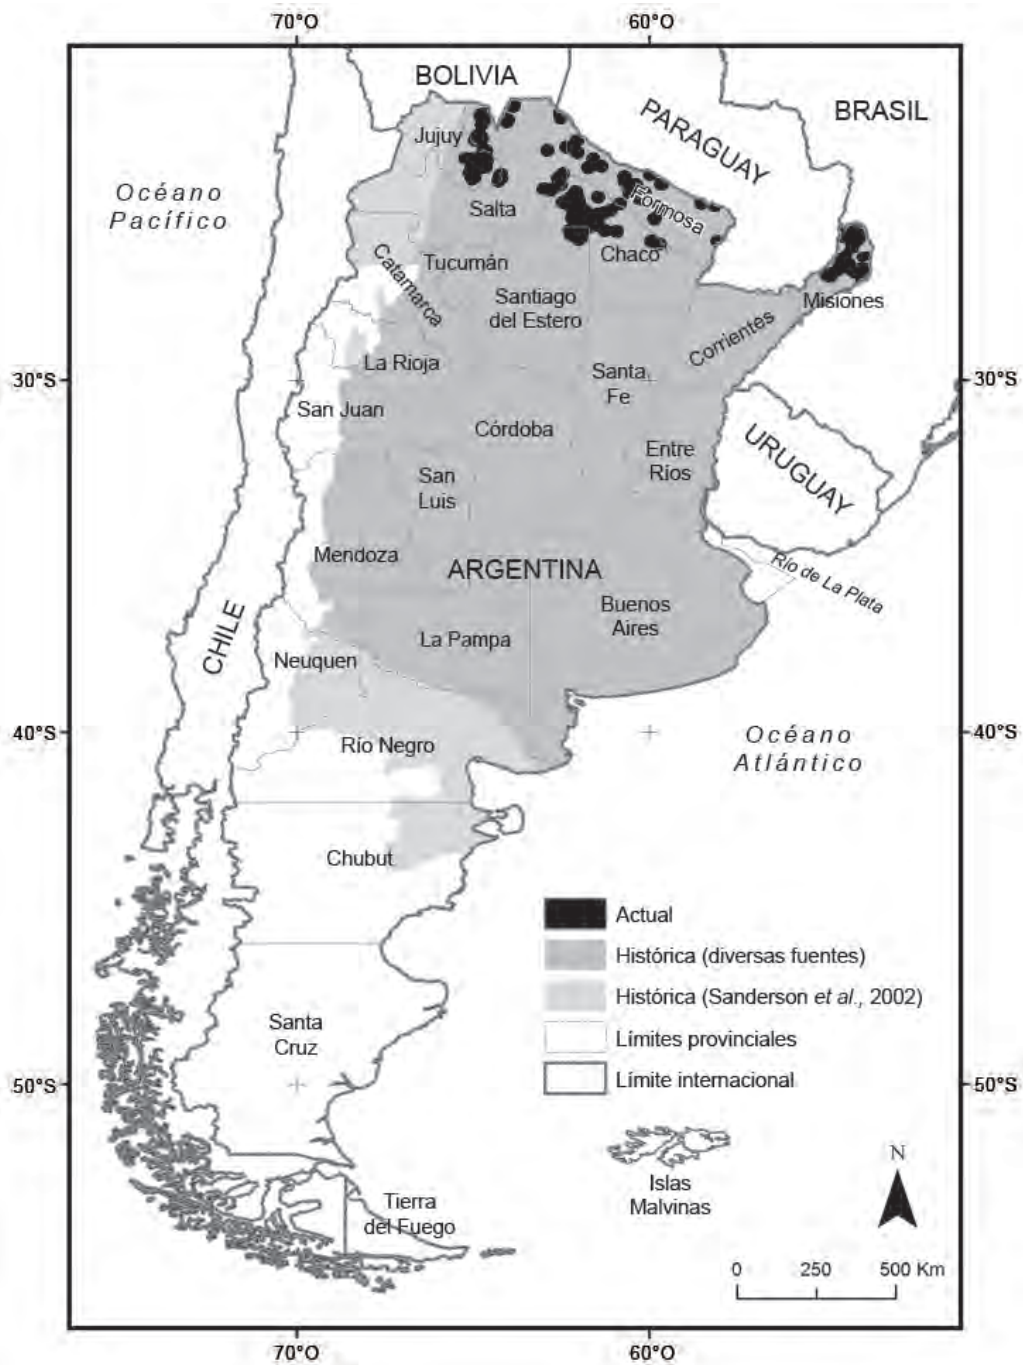 70°O 60°O
BOLIVIA
PARAGUAY
BRASIL
Jujuy
Océano
Pacífico
Salta
Formosa
Chaco
Tucumán
Catamarca
Santiago
del Estero
Misiones
Corrientes
La Rioja
30°S 30°S
Santa
Fe
San Juan
Córdoba
URUGUAY
Entre
Ríos
San
Luis
Mendoza
ARGENTINA
Río de La Plata
Buenos
Aires
CHILE
La Pampa
Neuquen
40°S 40°S
Río Negro
Océano
Atlántico
Chubut
Actual
Histórica (diversas fuentes)
Histórica (Sanderson et al., 2002)
Límites provinciales
Límite internacional
Santa
Cruz
50°S 50°S
Islas
Malvinas
N
Tierra
del Fuego
0 250 500 Km
70°O 60°O